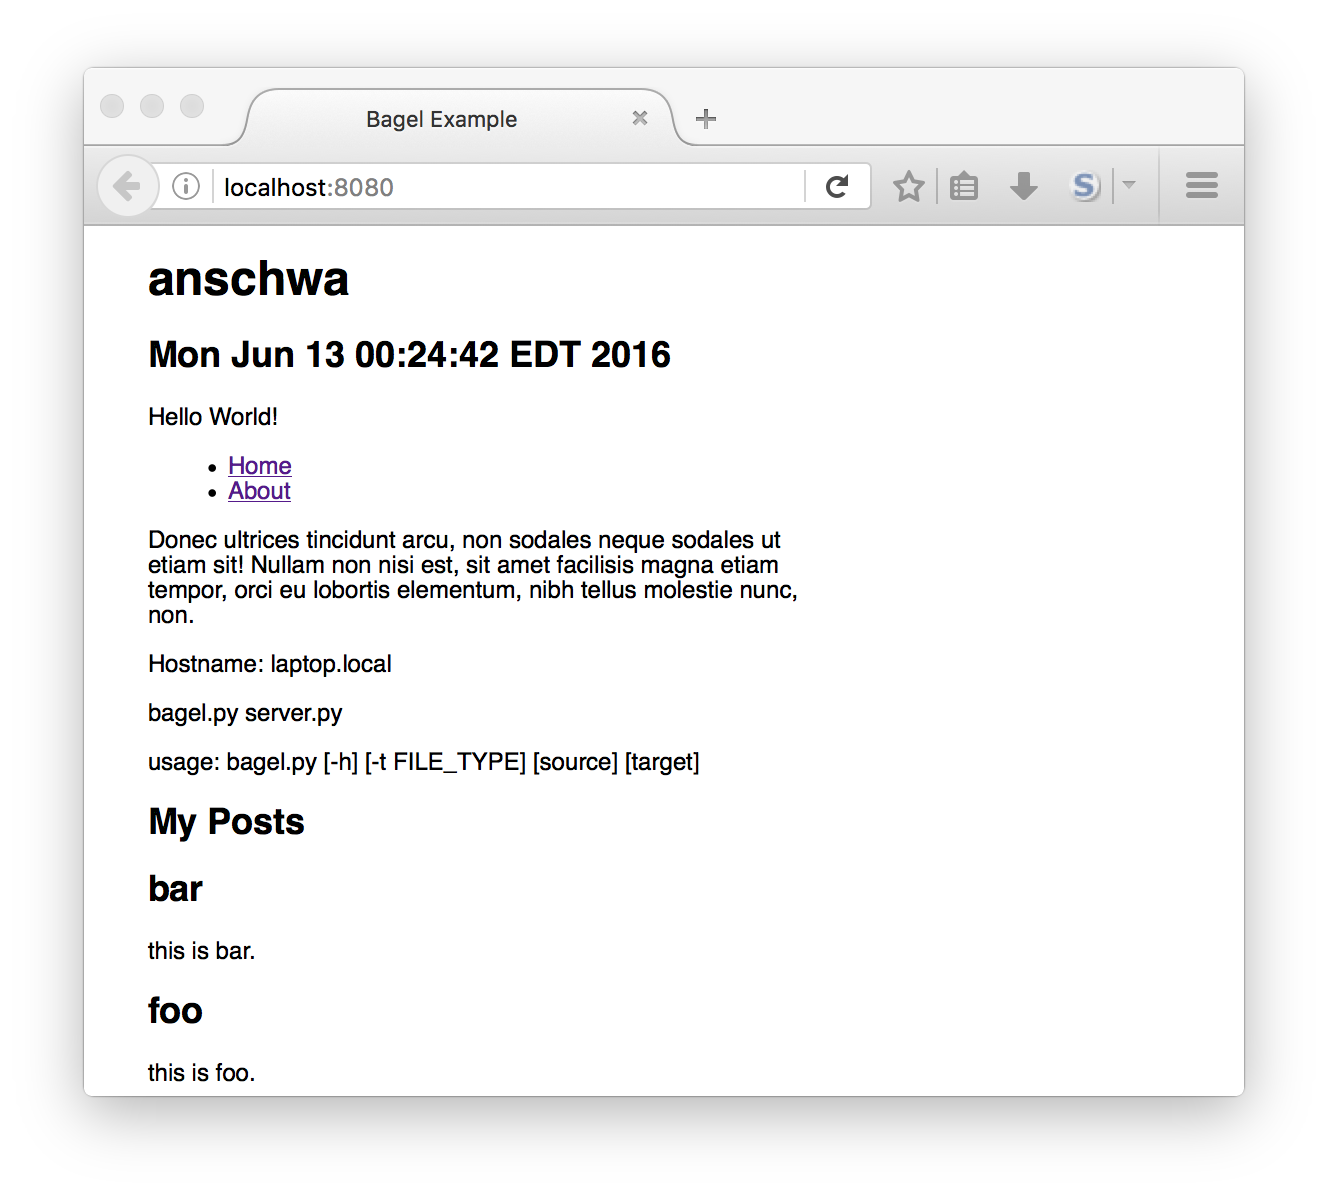 Bagel Example
localhost:8080
S
anschwa
Mon Jun 13 00:24:42 EDT 2016
Hello World!
• Home
• About
Donec ultrices tincidunt arcu, non sodales neque sodales ut
etiam sit! Nullam non nisi est, sit amet facilisis magna etiam
tempor, orci eu lobortis elementum, nibh tellus molestie nunc,
non.
Hostname: laptop.local
bagel.py server.py
usage: bagel.py [-h] [-t FILE_TYPE] [source] [target]
My Posts
bar
this is bar.
foo
this is foo.